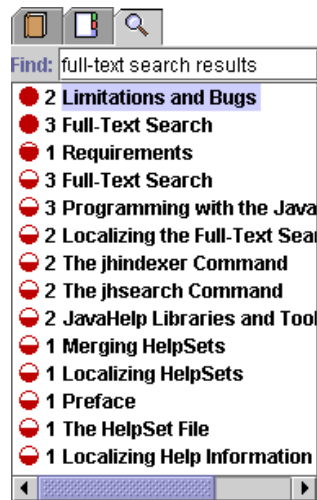 Find: full-text search results
2 Limitations and Bugs
3 Full-Text Search
1 Requirements
3 Full-Text Search
3 Programming with the Java
2 Localizing the Full-Text Sear
2 The jhindexer Command
2 The jhsearch Command
2 JavaHelp Libraries and Tool
1 Merging HelpSets
1 Localizing HelpSets
1 Preface
1 The HelpSet File
1 Localizing Help Information